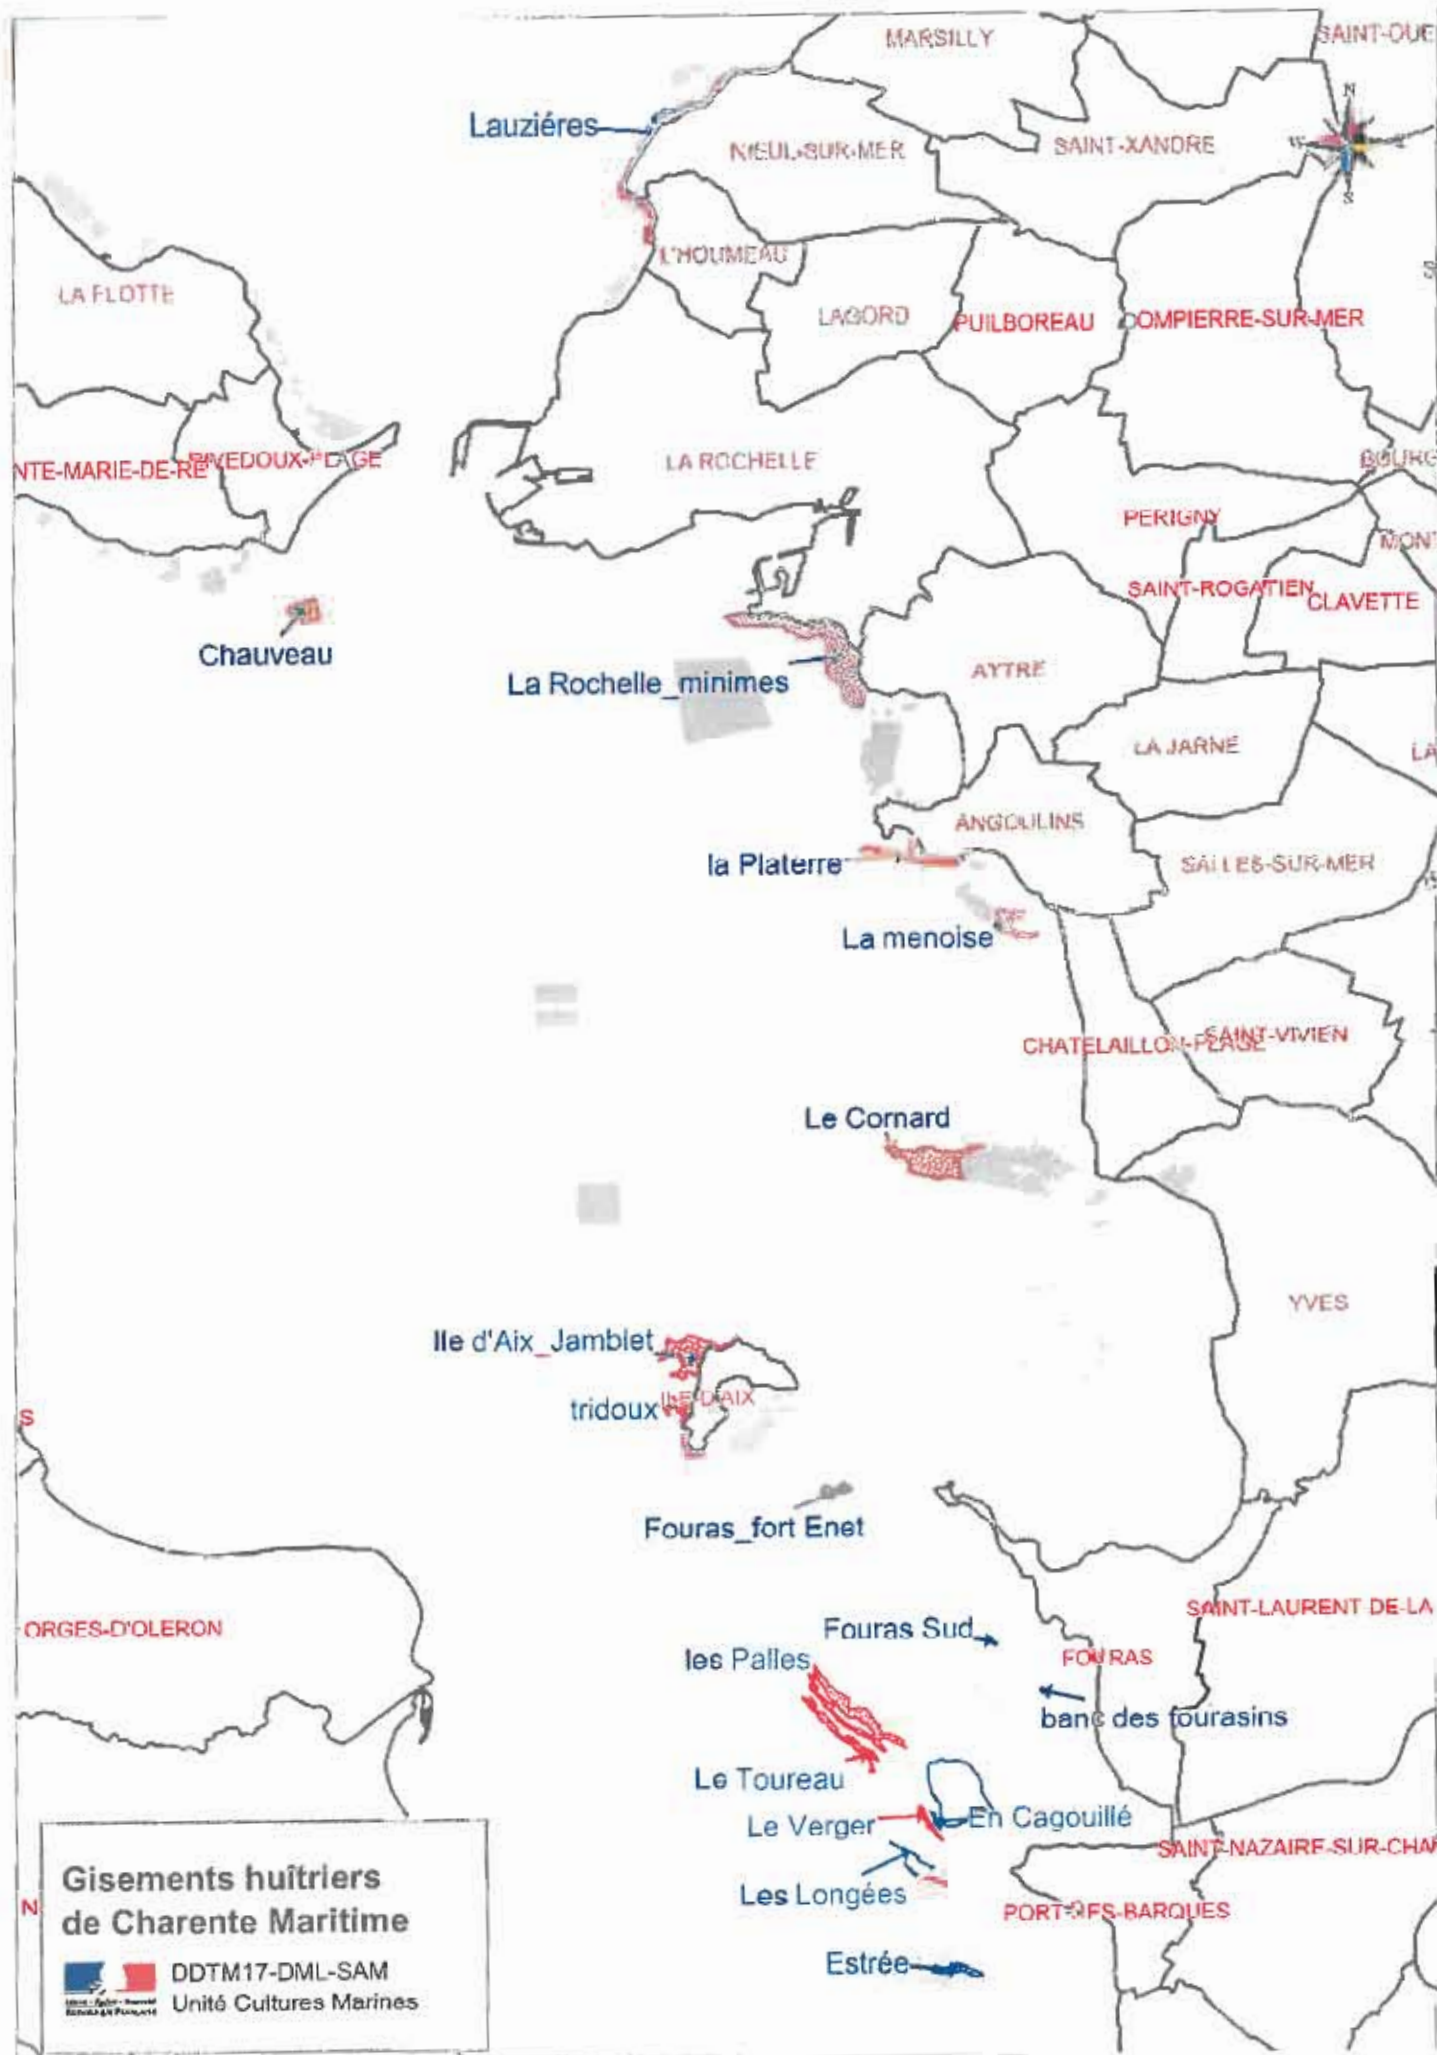 MARSILLY
SAINT-OUE
N
Lauziéres
NIEUL-SUR-MER
SAINT-XANDRE
W
S
L'HOUMEAU
LA FLOTTE
LAGORD
PUILBOREAU
DOMPIERRE-SUR-MER
S
NTE-MARIE-DE-RE
RIVEDOUX-PLAGE
LA ROCHELLE
BOURG
PERIGNY
MONT
SAINT-ROGATIEN
CLAVETTE
Chauveau
La Rochelle_minimes
AYTRE
LA JARNE
LA
ANGOULINS
la Platerre
SALLES-SUR-MER
La menoise
CHATELAILLON-PLAGE
SAINT-VIVIEN
Le Cornard
YVES
Ile d'Aix_Jamblet
tridoux
ILE-D'AIX
S
Fouras_fort Enet
ORGES-D'OLERON
SAINT-LAURENT DE-LA
Fouras Sud
FOURAS
les Palles
banc des fourasins
Le Toureau
Le Verger
En Cagouillé
SAINT-NAZAIRE-SUR-CHA
Les Longées
PORT-DES-BARQUES
N
Estrée
Gisements huîtriers
de Charente Maritime
DDTM17-DML-SAM
Unité Cultures Marines